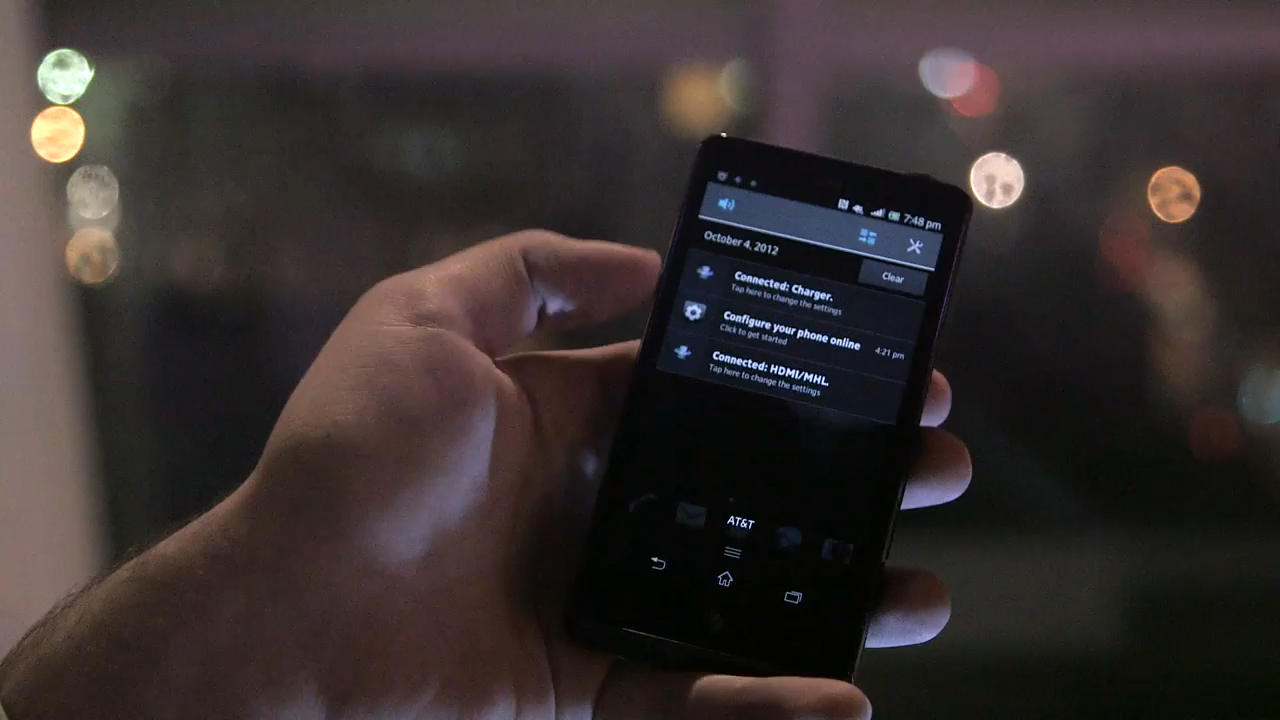 7:48 pm
October 4, 2012
Clear
Connected: Charger.
Tap here to change the settings
Configure your phone online
Click to get started
4:21 pm
Connected: HDMI/MHL.
Tap here to change the settings
AT&T